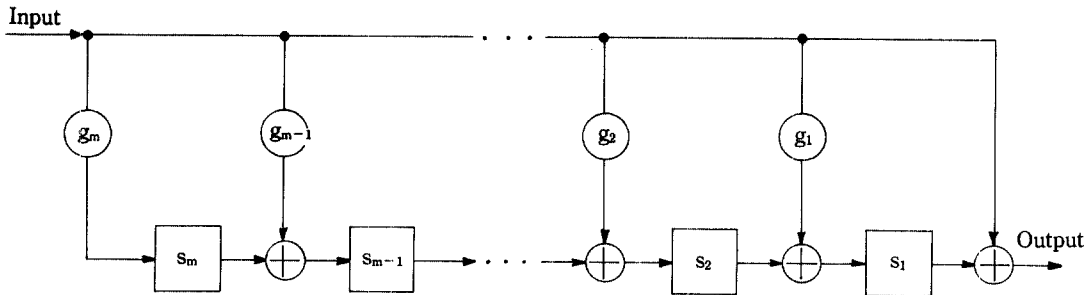 Input
. . .
gₘ gₘ₋₁ g₂ g₁
Output
sₘ sₘ₋₁ . . . s₂ s₁